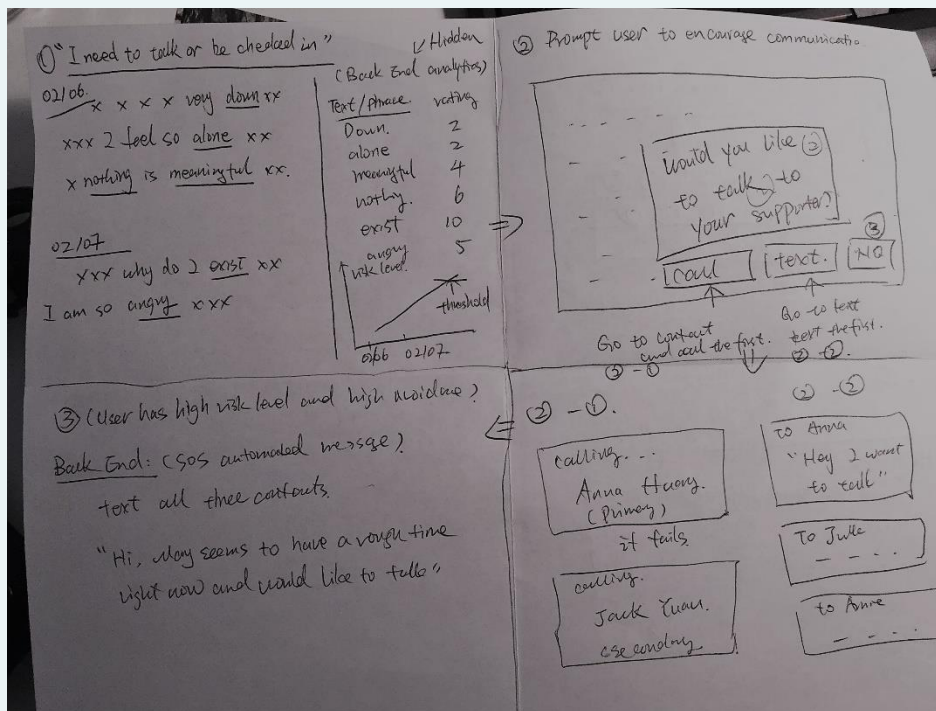 ① "I need to talk or be checked in"
02/06
x x x x very down xx
xxx I feel so alone xx
x nothing is meaningful xx.
02/07
xxx why do I exist xx
I am so angry xxx
Hidden
(Back End analytics)
Text/phrase. rating
Down. 2
alone 2
meaningful 4
nothing. 6
exist 10
angry 5
risk level.
threshold
02/06 02/07
② Prompt user to encourage communicatio
Would you like ②
to talk to
your supporter?
③
call text. NO
Go to contact
and call the first.
② - ①
Go to text
text the first.
② - ②.
③ (User has high risk level and high avoidance)
Back End: (SOS automated message)
text all three contacts.
"Hi, May seems to have a rough time
right now and would like to talk"
② - ①.
calling...
Anna Huang.
(Primary)
if fails
calling.
Jack Yuan.
(secondary
② - ②
to Anna
"Hey I want
to talk"
To
to